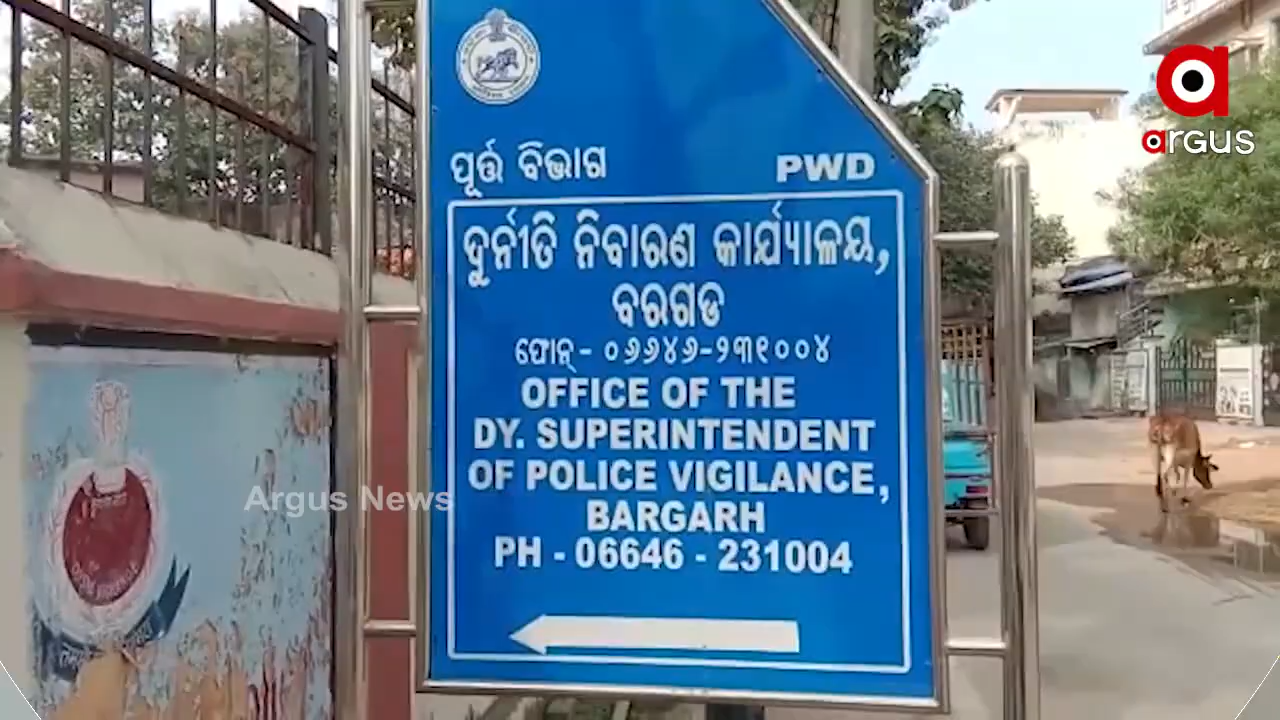 ପୂର୍ତ୍ତ ବିଭାଗ PWD
ଦୁର୍ନୀତି ନିବାରଣ କାର୍ଯ୍ୟାଳୟ,
ବରଗଡ
ଫୋନ୍ - ୦୬୬୪୬-୨୩୧୦୦୪
OFFICE OF THE
DY. SUPERINTENDENT
OF POLICE VIGILANCE,
BARGARH
PH - 06646 - 231004
argus
Argus News